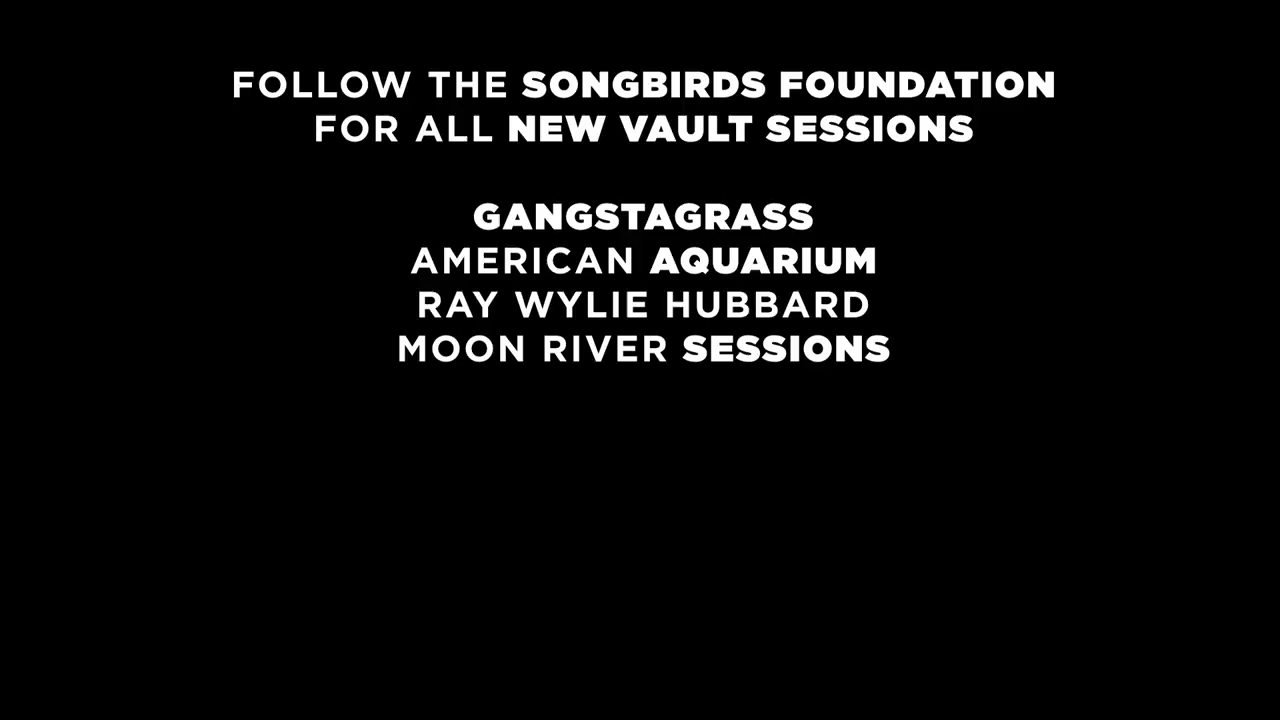 FOLLOW THE SONGBIRDS FOUNDATION
FOR ALL NEW VAULT SESSIONS
GANGSTAGRASS
AMERICAN AQUARIUM
RAY WYLIE HUBBARD
MOON RIVER SESSIONS